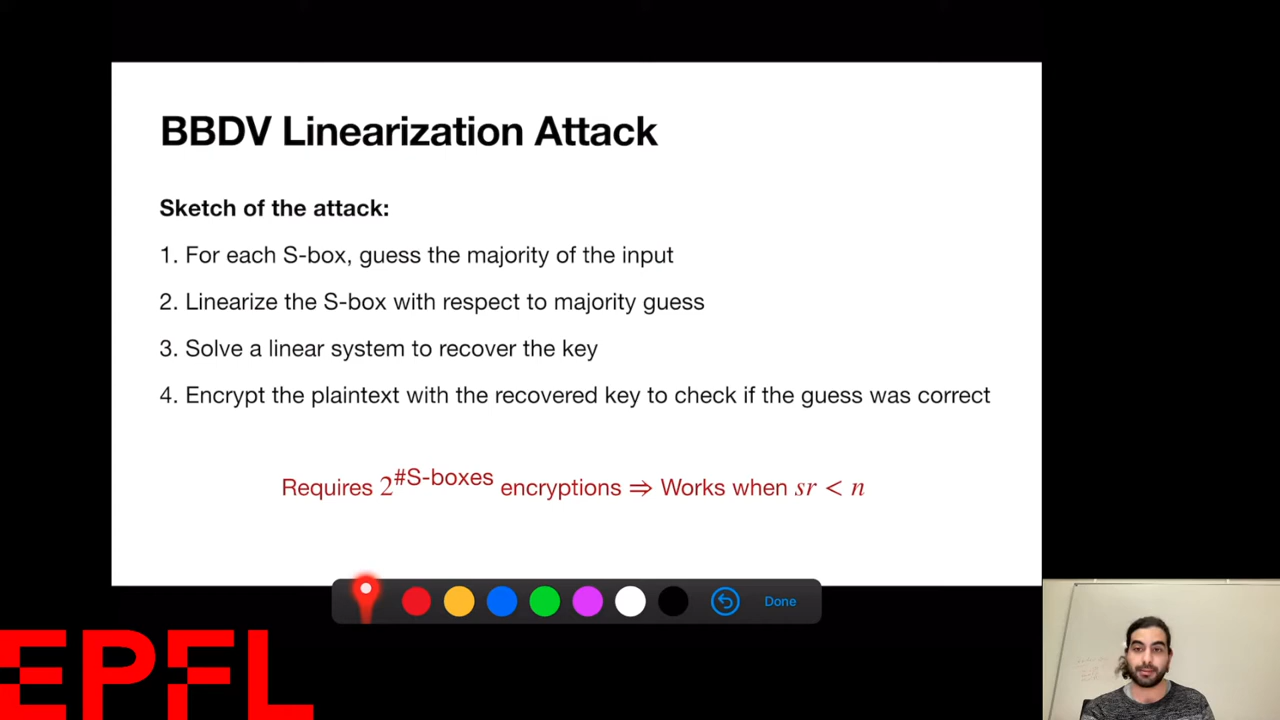 BBDV Linearization Attack
Sketch of the attack:
1. For each S-box, guess the majority of the input
2. Linearize the S-box with respect to majority guess
3. Solve a linear system to recover the key
4. Encrypt the plaintext with the recovered key to check if the guess was correct
Requires 2^#S-boxes encryptions ⇒ Works when sr < n
Done
EPFL